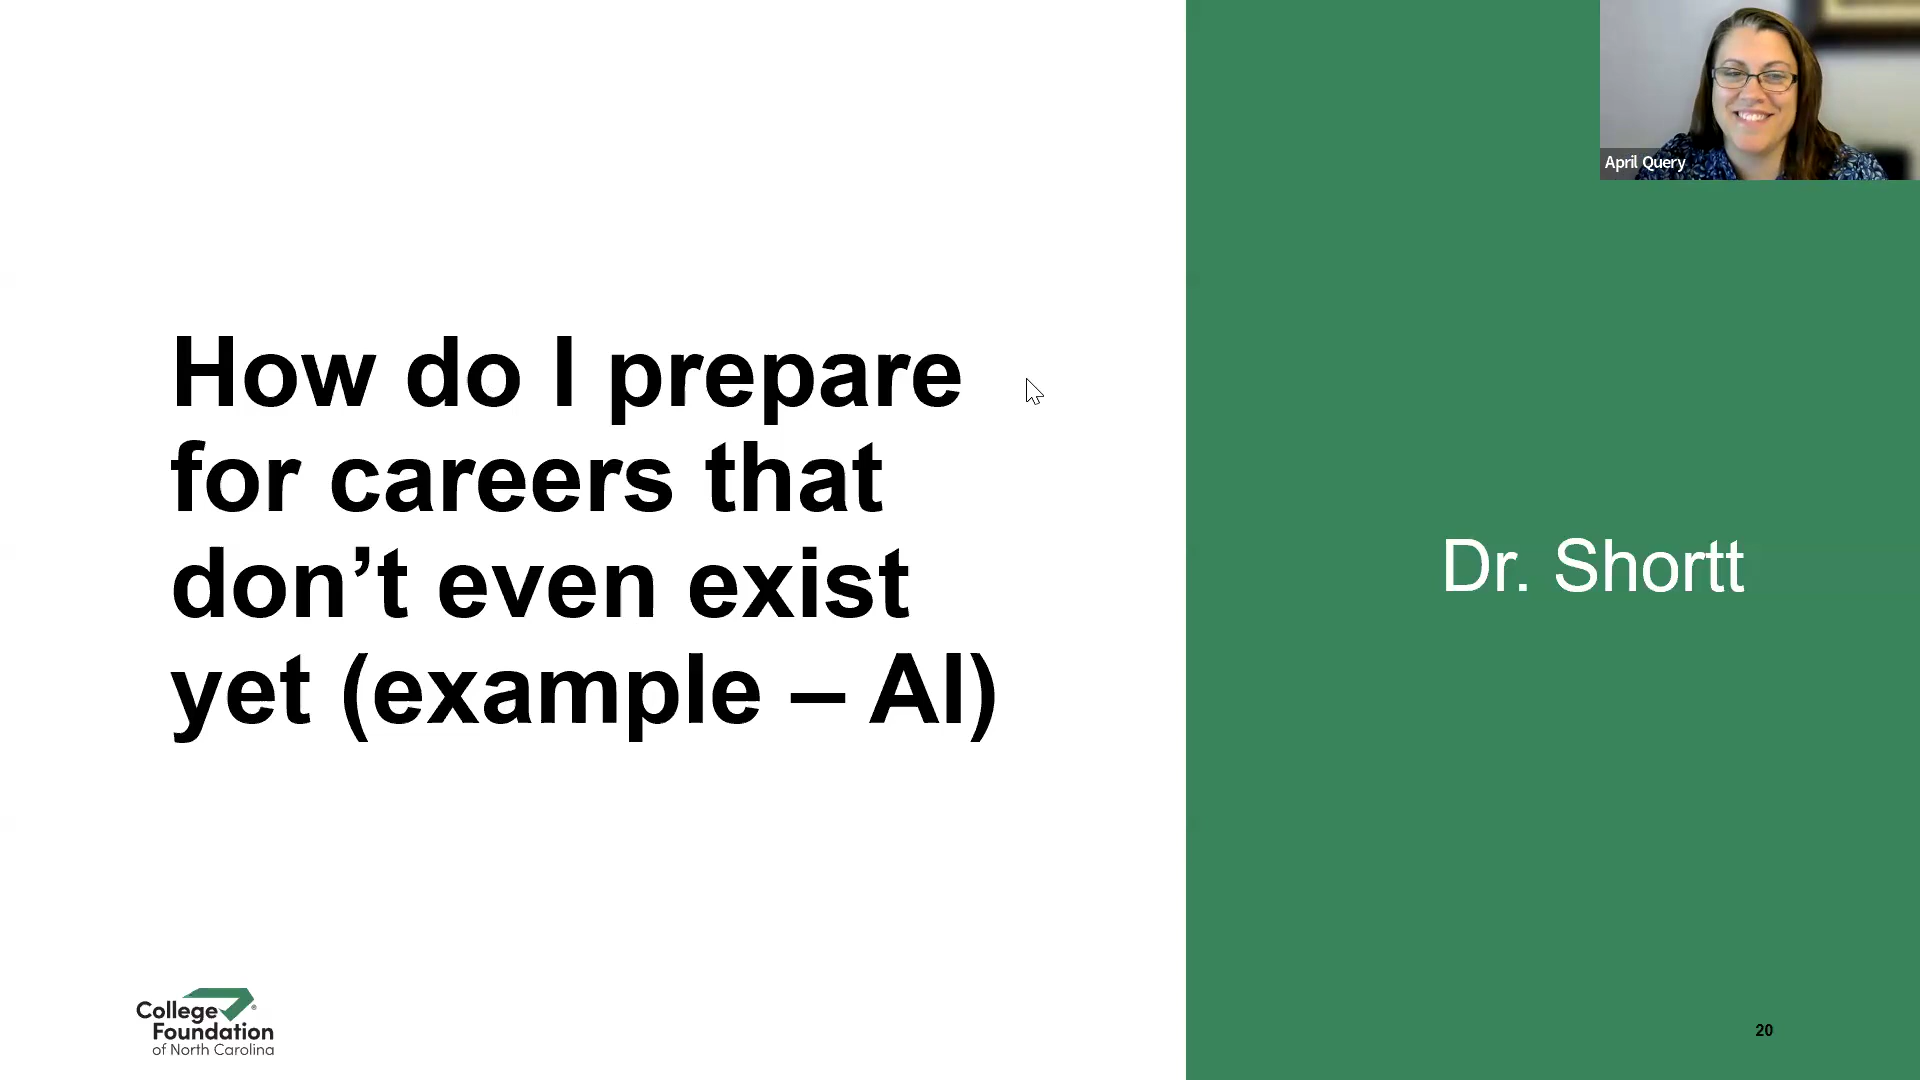 How do I prepare
for careers that
don’t even exist
yet (example – AI)
Dr. Shortt
April Query
College
Foundation
of North Carolina
®
20